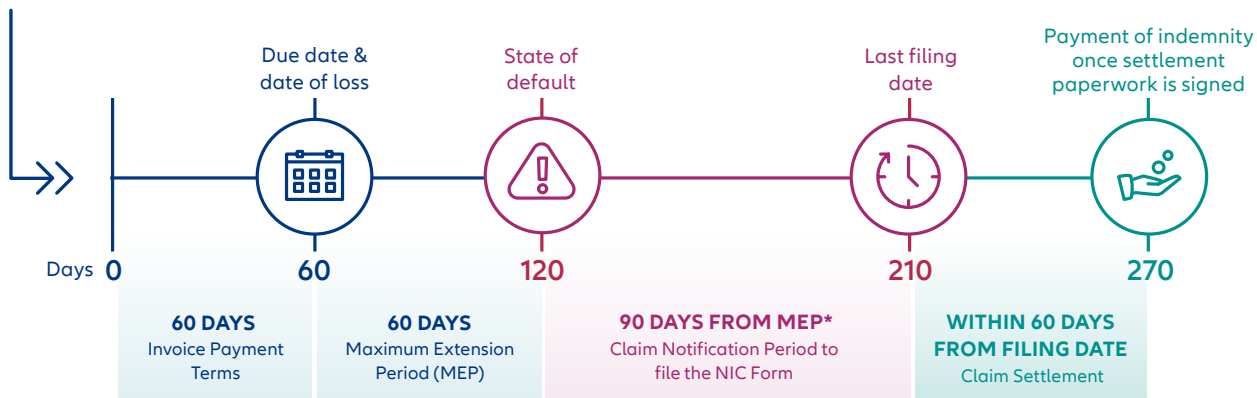 Due date &
date of loss
State of
default
Last filing
date
Payment of indemnity
once settlement
paperwork is signed
Days 0 60 120 210 270
60 DAYS
Invoice Payment
Terms
60 DAYS
Maximum Extension
Period (MEP)
90 DAYS FROM MEP*
Claim Notification Period to
file the NIC Form
WITHIN 60 DAYS
FROM FILING DATE
Claim Settlement